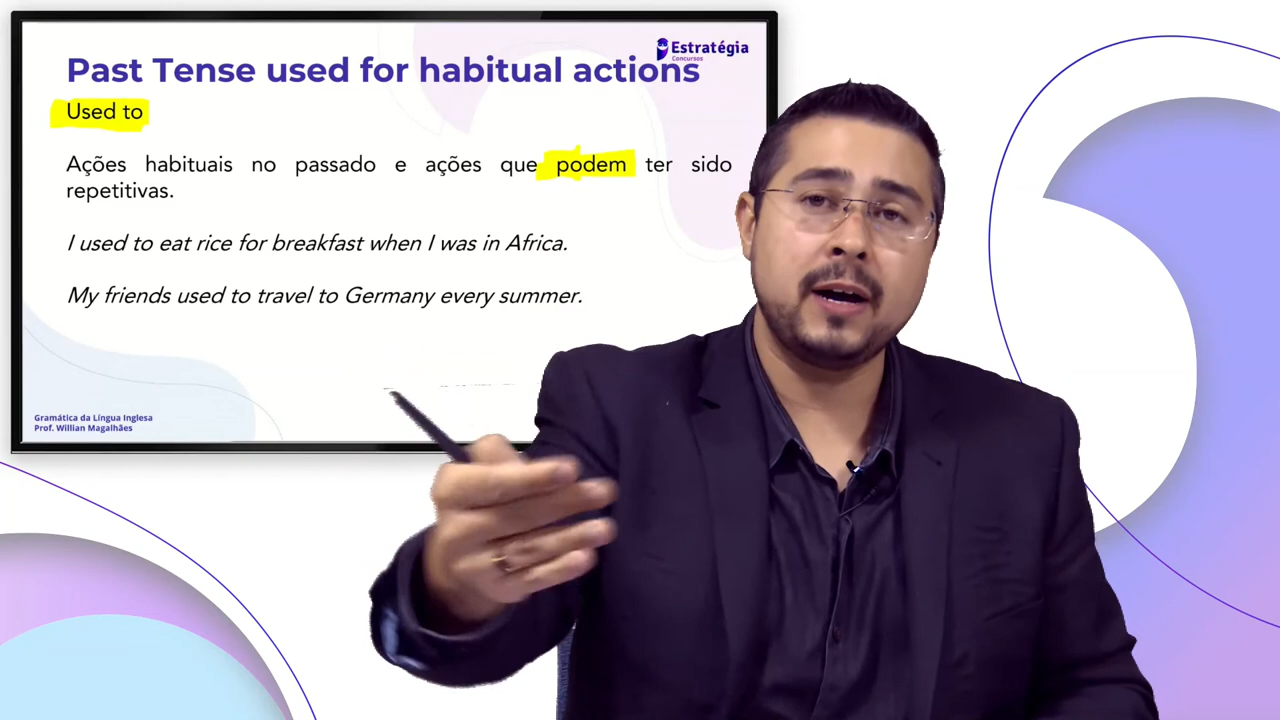 Estratégia
Concursos
Past Tense used for habitual actions
Used to
Ações habituais no passado e ações que podem ter sido
repetitivas.
I used to eat rice for breakfast when I was in Africa.
My friends used to travel to Germany every summer.
Gramática da Língua Inglesa
Prof. Willian Magalhães